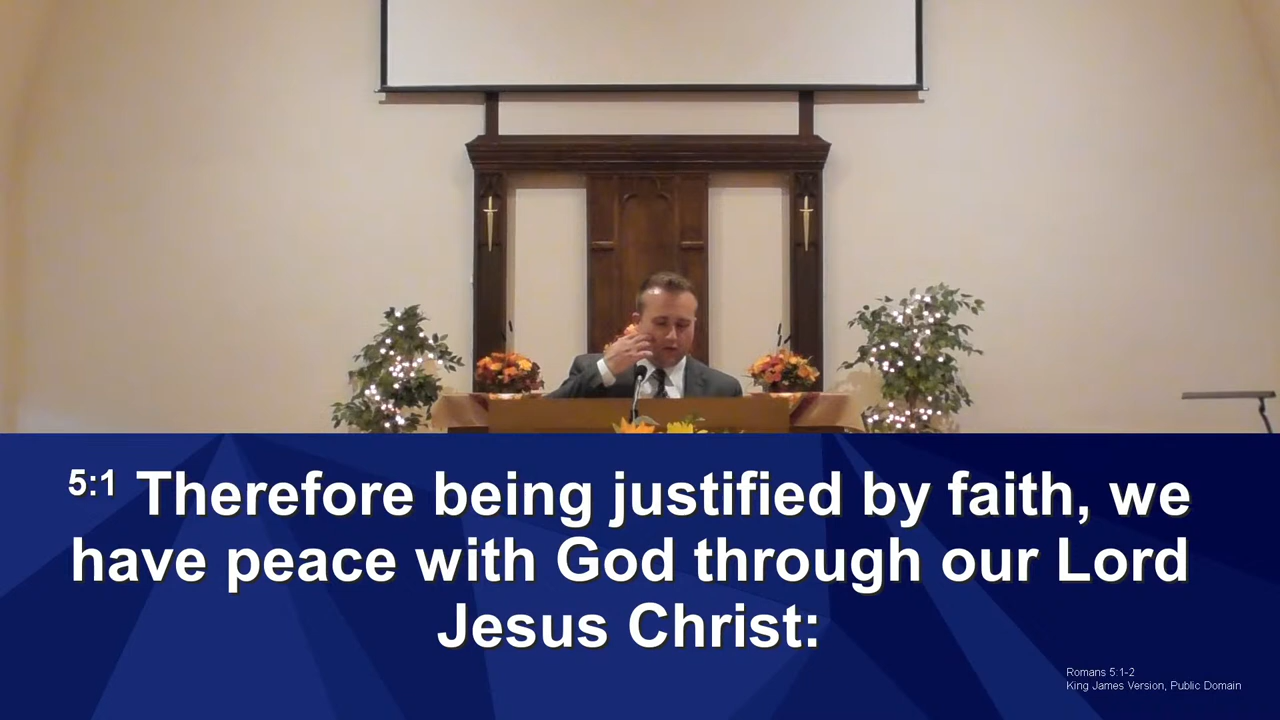 5:1 Therefore being justified by faith, we
have peace with God through our Lord
Jesus Christ:
Romans 5:1-2
King James Version, Public Domain